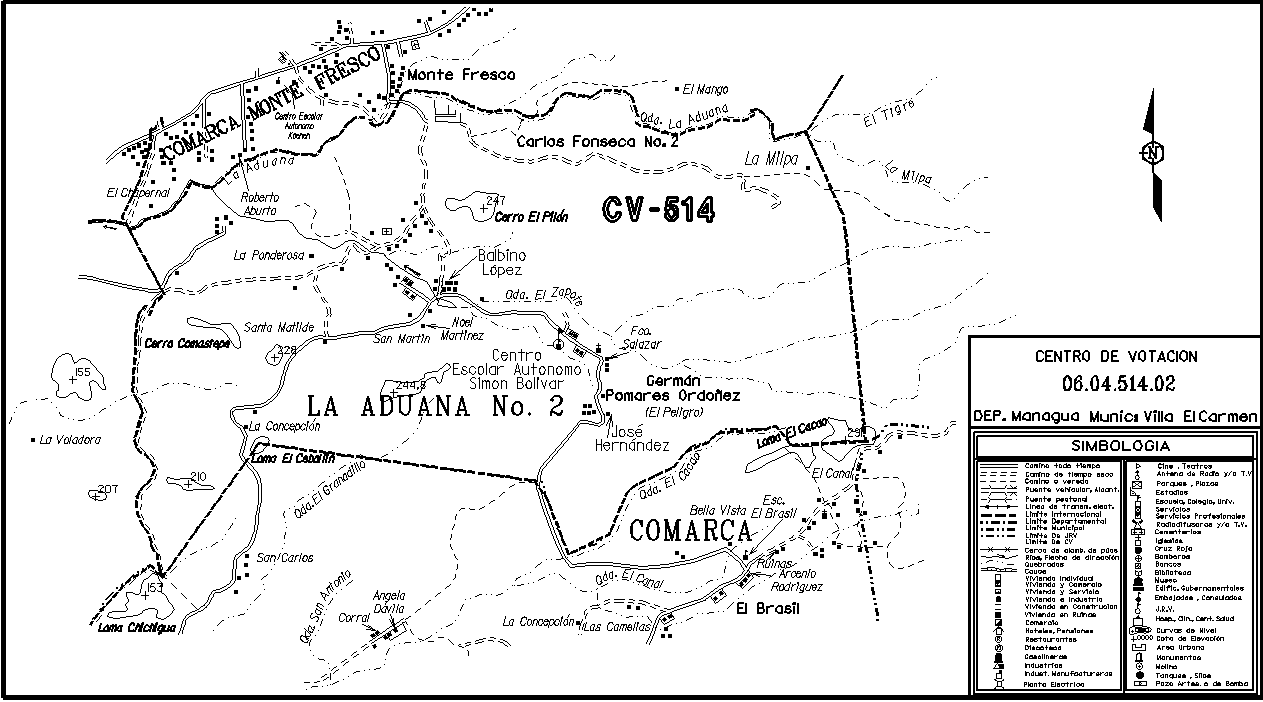 COMARCA MONTE FRESCO
Monte Fresco
El Mango
Centro Escolar
Autonomo
Qda. La Aduana
El Tigre
Carlos Fonseca No. 2
La Milpa
La Milpa
N
La Aduana
El Chaparral
Roberto
Aburto
247
Cerro El Plián
CV-514
La Ponderosa
Balbino
López
Qda. El Zapote
Santa Matilde
Noel
Martinez
San Martin
Fco.
Salazar
Cerro Comastepe
228
Centro
Escolar Autonomo
Simon Bolivar
155
244.8
Germán
Pomares Ordoñez
(El Peligro)
LA ADUANA No. 2
La Concepción
José
Hernández
Loma El Cacao
La Voladora
Loma El Caballín
El Canal
Qda. El Cacao
210
207
Qda. El Granadillo
Esc.
El Brasil
Bella Vista
COMARCA
San Carlos
Ruinas
Arcenio
Rodriguez
Qda. El Canal
153
Qda. San Antonio
Angela
Davila
Corral
El Brasil
La Concepción
Las Camelias
Loma Chichigua
CENTRO DE VOTACION
06.04.514.02
DEP. Managua Munic: Villa El Carmen
SIMBOLOGIA
Camino todo tiempo
Camino de tiempo seco
Camino o vereda
Puente vehicular, Alcant.
Puente peatonal
Linea de transm. elect.
Limite Internacional
Limite Departamental
Limite Municipal
Limite De JRV
Limite De CV
Cerca de alamb. de púas
Rios, Flecha de dirección
Quebradas
Cauce
Vivienda Individual
Vivienda y Comercio
Vivienda y Servicio
Vivienda e Industria
Vivienda en Construcion
Vivienda en Ruinas
Comercio
Hoteles, Pensiones
Restaurantes
Discoteca
Gasolineras
Industrias
Indust. Manufactureras
Planta Electrica
Cine, Teatros
Antena de Radio y/o T.V
Parques, Plazas
Estadios
Escuela, Colegio, Univ.
Servicios
Servicios Profesionales
Radiodifusoras y/o T.V.
Cementerios
Iglesias
Cruz Roja
Bomberos
Bancos
Biblioteca
Museo
Edific. Gubernamentales
Embajadas, Consulados
J.R.V.
Hosp., Clin., Cent. Salud
Curvas de Nivel
Cota de Elevación
Area Urbana
Monumentos
Molino
Tanques, Silos
Pozo Artes. o de Bomba